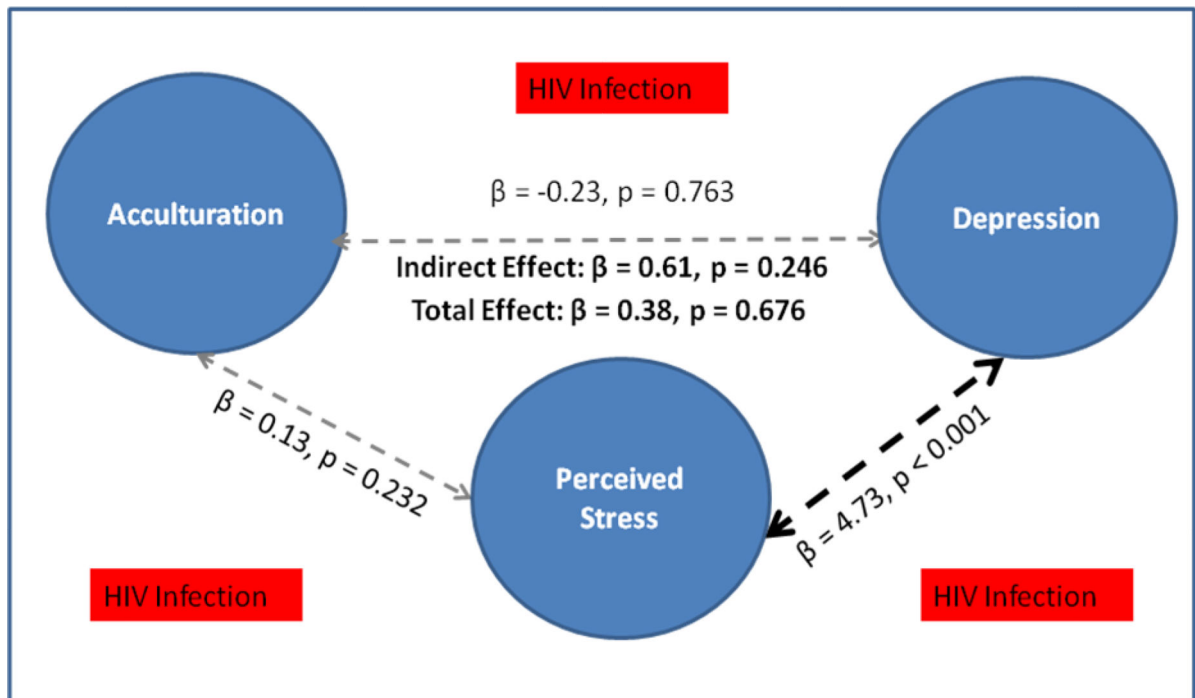 HIV Infection
Acculturation
β = -0.23, p = 0.763
Depression
Indirect Effect: β = 0.61, p = 0.246
Total Effect: β = 0.38, p = 0.676
β = 0.13, p = 0.232
Perceived
Stress
β = 4.73, p < 0.001
HIV Infection
HIV Infection